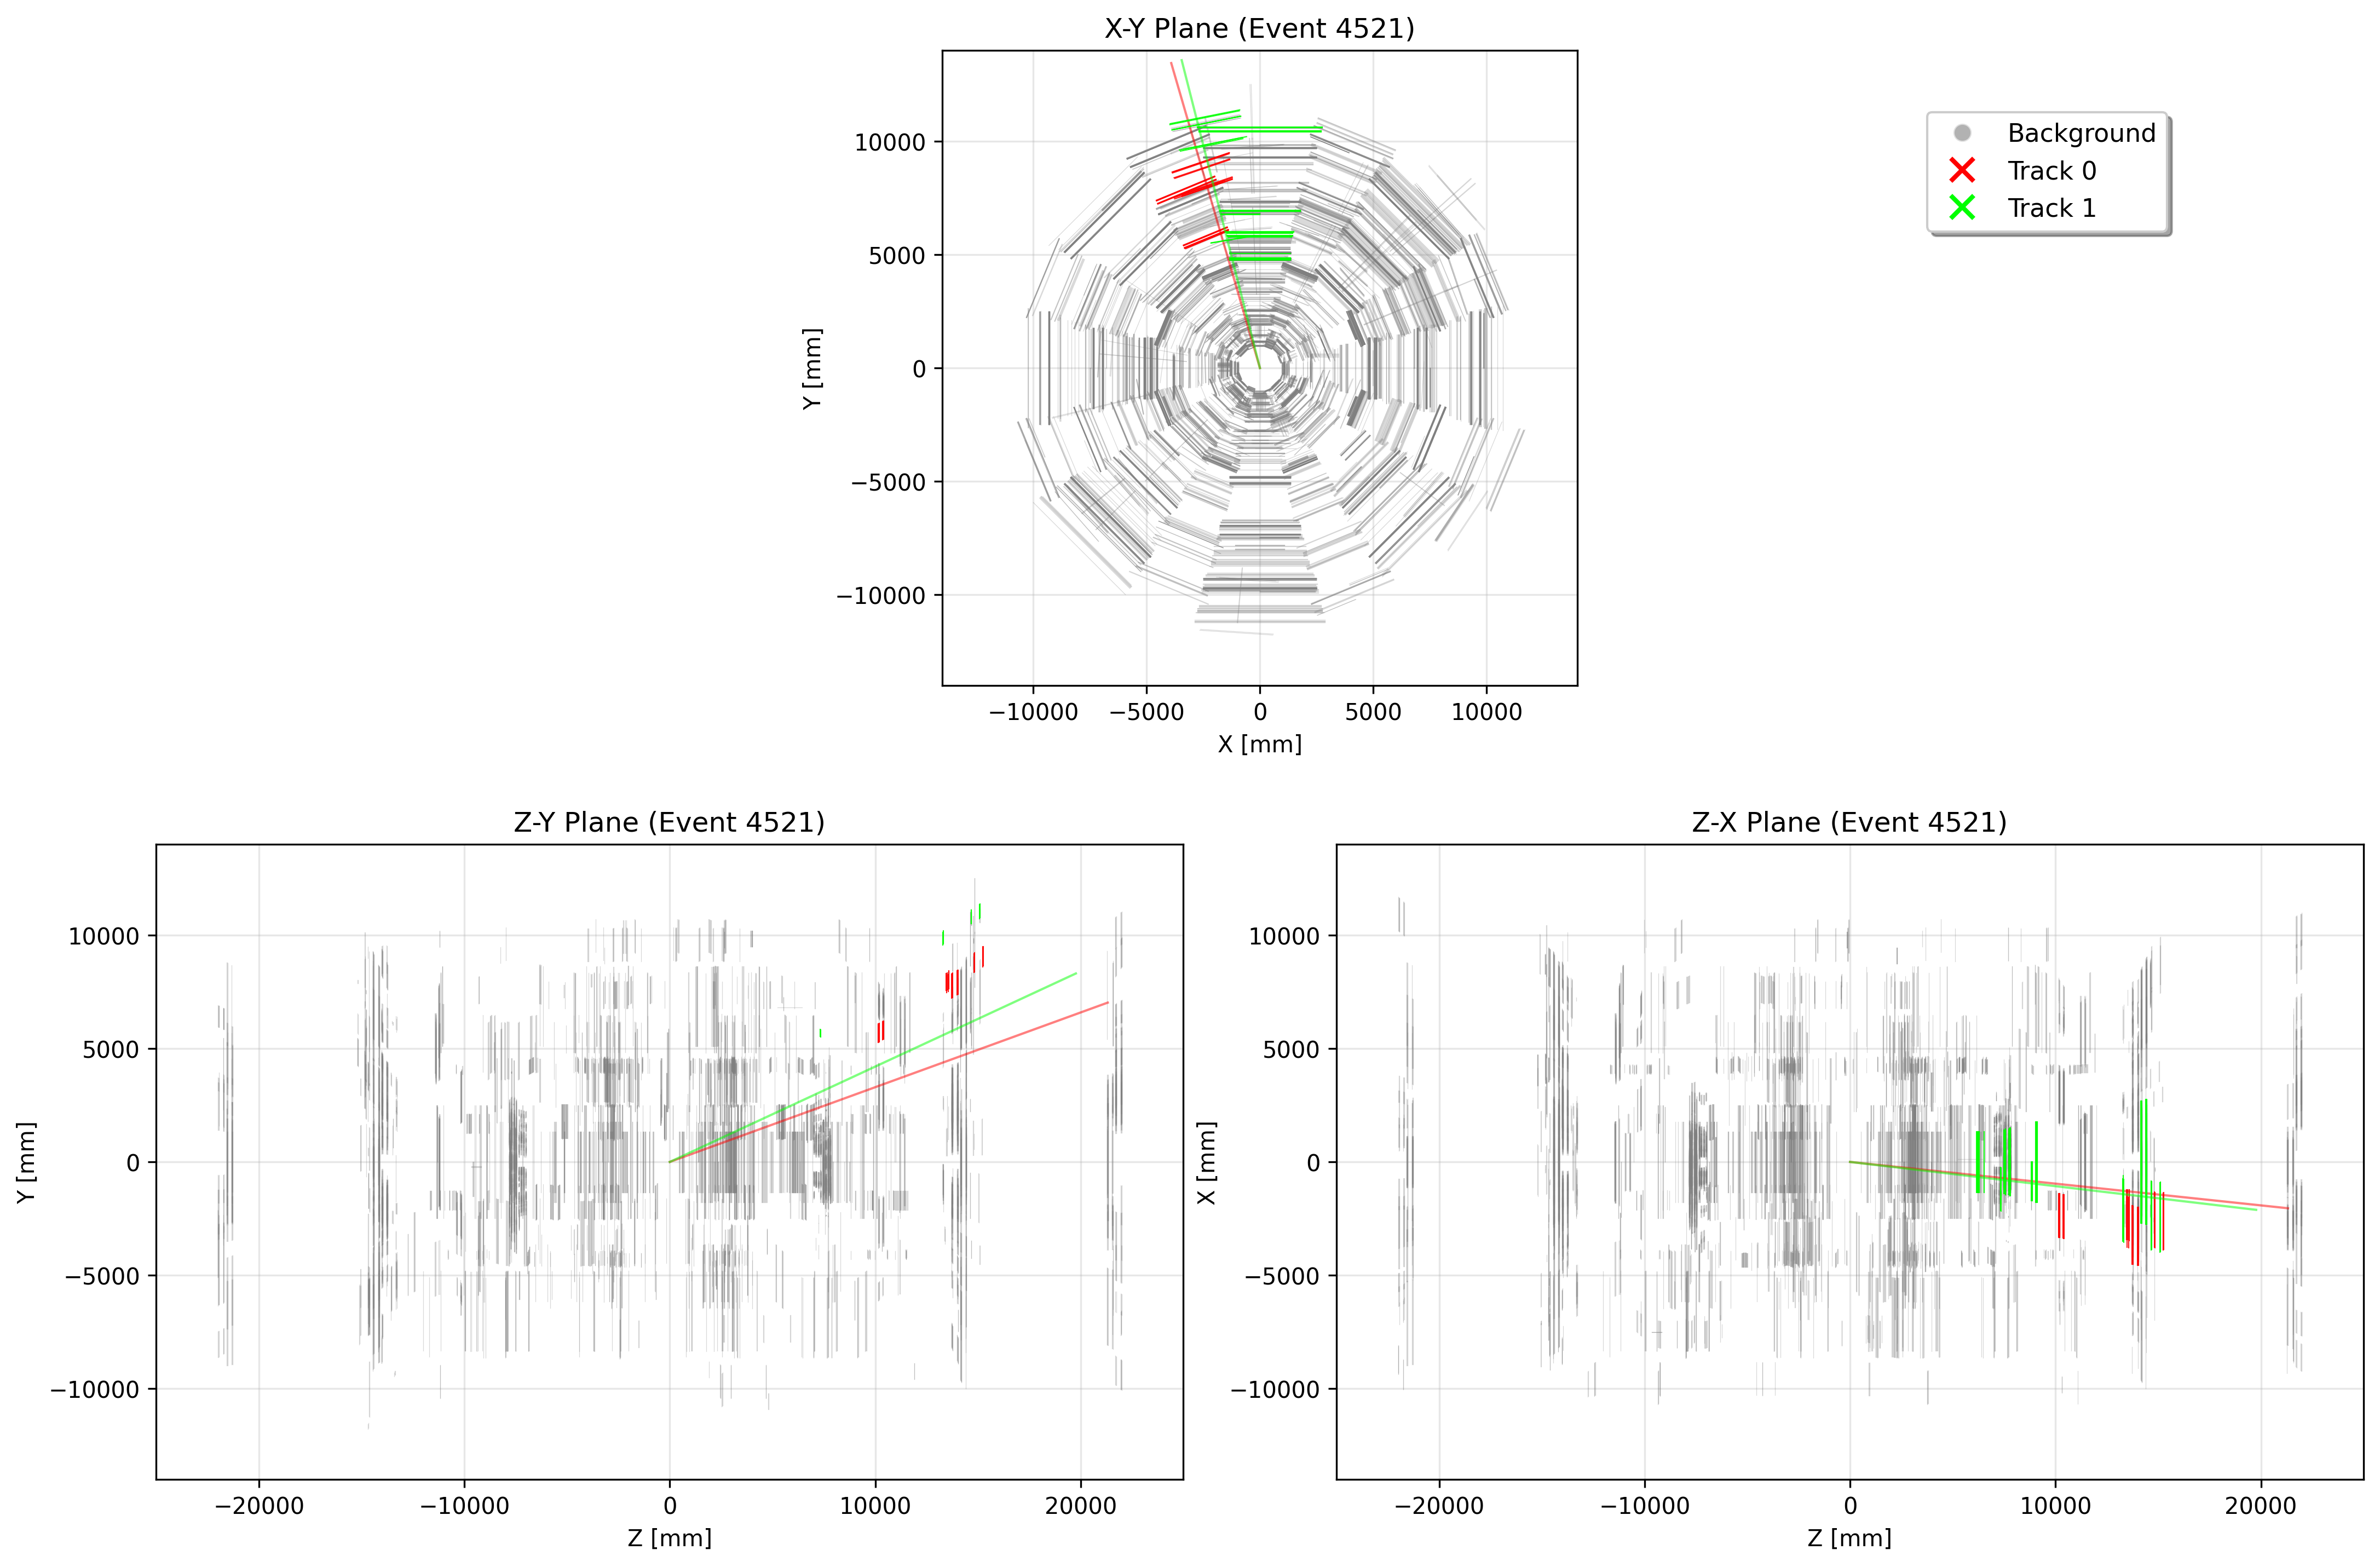 X-Y Plane (Event 4521)
Y [mm]
10000
5000
0
−5000
−10000
−10000 −5000 0 5000 10000
X [mm]
Background
Track 0
Track 1
Z-Y Plane (Event 4521)
Y [mm]
10000
5000
0
−5000
−10000
−20000 −10000 0 10000 20000
Z [mm]
Z-X Plane (Event 4521)
X [mm]
10000
5000
0
−5000
−10000
−20000 −10000 0 10000 20000
Z [mm]